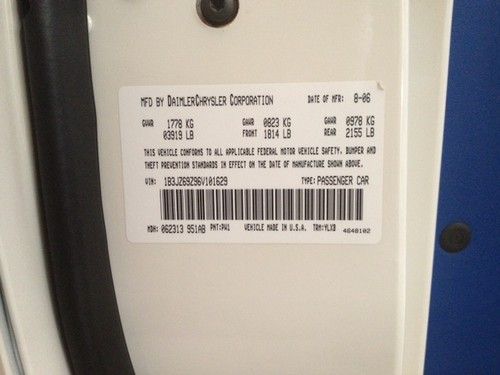 MFD BY DAIMLERCHRYSLER CORPORATION DATE OF MFR: 8-06
GVWR 1778 KG GAWR 0823 KG GAWR 0978 KG
03919 LB FRONT 1814 LB REAR 2155 LB
THIS VEHICLE CONFORMS TO ALL APPLICABLE FEDERAL MOTOR VEHICLE SAFETY, BUMPER AND
THEFT PREVENTION STANDARDS IN EFFECT ON THE DATE OF MANUFACTURE SHOWN ABOVE.
VIN: 1B3JZ69Z96V101629 TYPE: PASSENGER CAR
MDH: 062313 951AB PNT: PW1 VEHICLE MADE IN U.S.A. TRM: YLX3 4648102